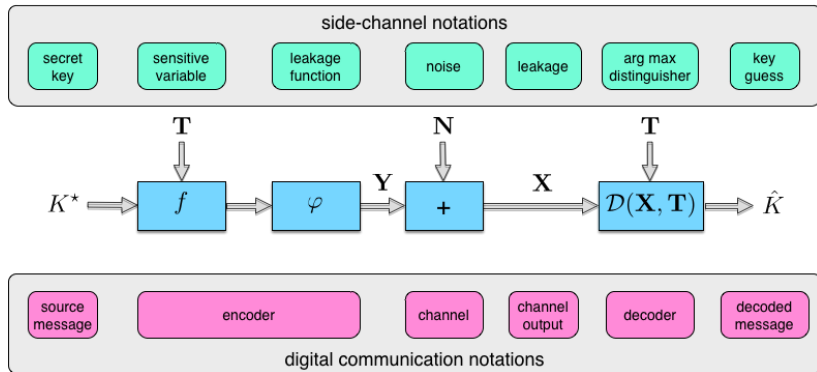 side-channel notations
secret
key
sensitive
variable
leakage
function
noise
leakage
arg max
distinguisher
key
guess
T
N
T
K⋆
f
φ
Y
+
X
D(X, T)
K̂
source
message
encoder
channel
channel
output
decoder
decoded
message
digital communication notations